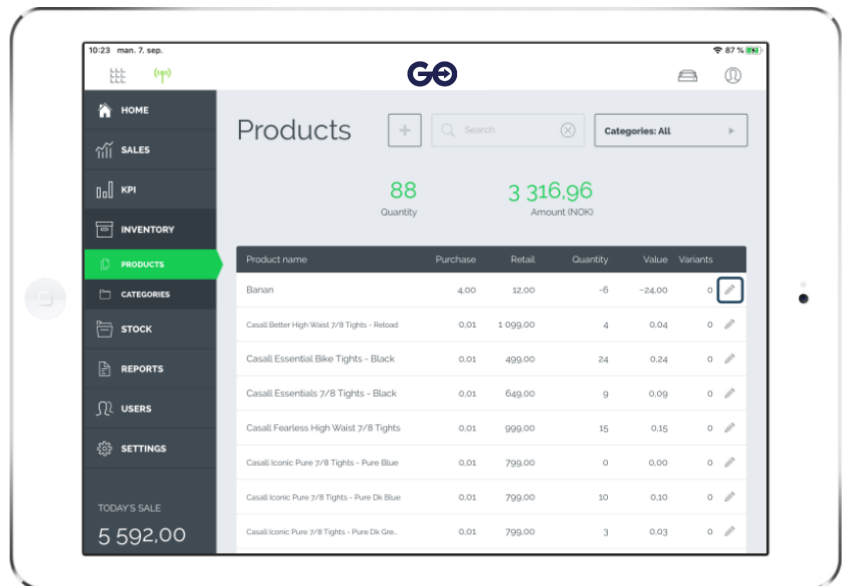 10:23 man. 7. sep.
87 %
GO
HOME
SALES
KPI
INVENTORY
PRODUCTS
CATEGORIES
STOCK
REPORTS
USERS
SETTINGS
TODAY'S SALE
5 592,00
Products
+
Search
Categories: All
88
Quantity
3 316,96
Amount (NOK)
Product name Purchase Retail Quantity Value Variants
Banan 4,00 12,00 -6 -24,00 0
Casall Better High Waist 7/8 Tights - Reload 0,01 1 099,00 4 0,04 0
Casall Essential Bike Tights - Black 0,01 499,00 24 0,24 0
Casall Essentials 7/8 Tights - Black 0,01 649,00 9 0,09 0
Casall Fearless High Waist 7/8 Tights 0,01 999,00 15 0,15 0
Casall Iconic Pure 7/8 Tights - Pure Blue 0,01 799,00 0 0,00 0
Casall Iconic Pure 7/8 Tights - Pure Dk Blue 0,01 799,00 10 0,10 0
Casall Iconic Pure 7/8 Tights - Pure Dk Gre... 0,01 799,00 3 0,03 0